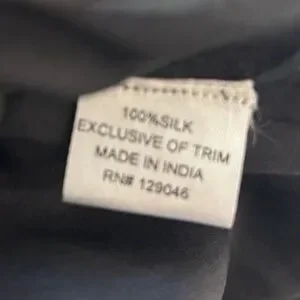 100%SILK
EXCLUSIVE OF TRIM
MADE IN INDIA
RN# 129046